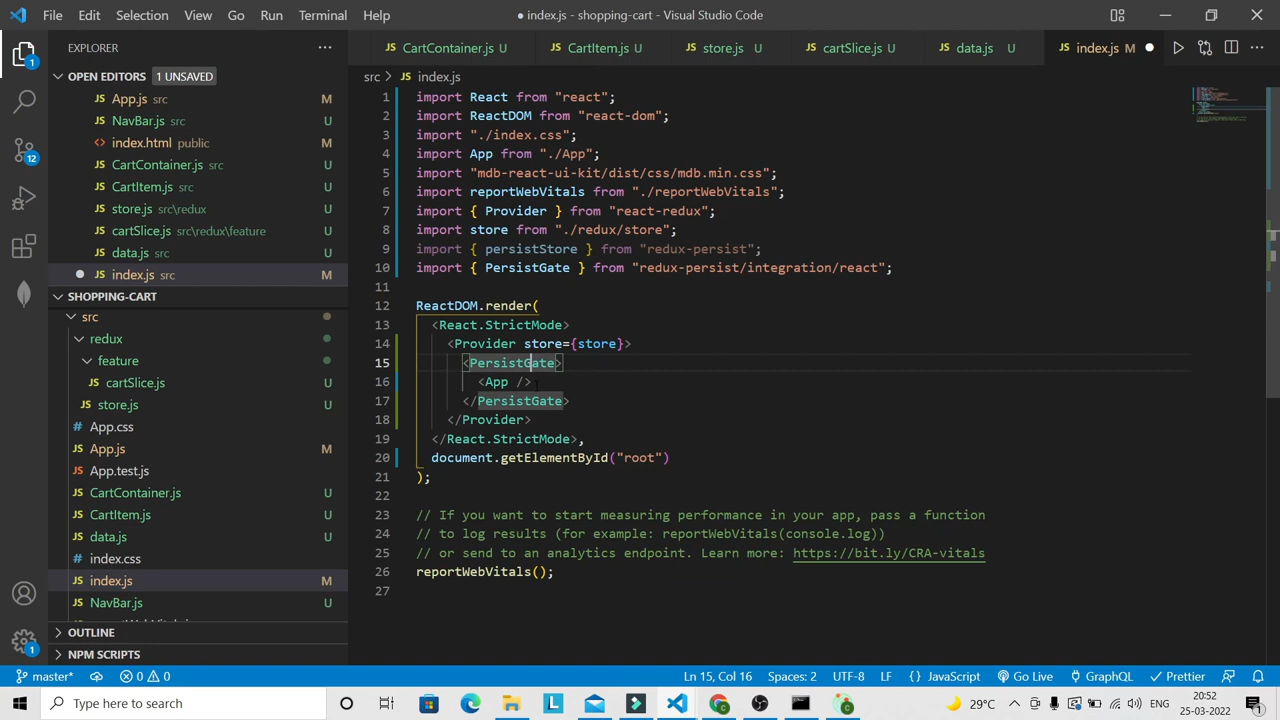 File Edit Selection View Go Run Terminal Help
● index.js - shopping-cart - Visual Studio Code
EXPLORER ...
OPEN EDITORS 1 UNSAVED
JS App.js src M
JS NavBar.js src U
<> index.html public M
JS CartContainer.js src U
JS CartItem.js src U
JS store.js src\redux U
JS cartSlice.js src\redux\feature U
JS data.js src U
● JS index.js src M
SHOPPING-CART
src
redux
feature
JS cartSlice.js U
JS store.js U
# App.css
JS App.js M
JS App.test.js
JS CartContainer.js U
JS CartItem.js U
JS data.js U
# index.css
JS index.js M
JS NavBar.js U
OUTLINE
NPM SCRIPTS
1
12
1
JS CartContainer.js U JS CartItem.js U JS store.js U JS cartSlice.js U JS data.js U JS index.js M ●
src > JS index.js
1 import React from "react";
2 import ReactDOM from "react-dom";
3 import "./index.css";
4 import App from "./App";
5 import "mdb-react-ui-kit/dist/css/mdb.min.css";
6 import reportWebVitals from "./reportWebVitals";
7 import { Provider } from "react-redux";
8 import store from "./redux/store";
9 import { persistStore } from "redux-persist";
10 import { PersistGate } from "redux-persist/integration/react";
11
12 ReactDOM.render(
13 <React.StrictMode>
14 <Provider store={store}>
15 <PersistGate>
16 <App />
17 </PersistGate>
18 </Provider>
19 </React.StrictMode>,
20 document.getElementById("root")
21 );
22
23 // If you want to start measuring performance in your app, pass a function
24 // to log results (for example: reportWebVitals(console.log))
25 // or send to an analytics endpoint. Learn more: https://bit.ly/CRA-vitals
26 reportWebVitals();
27
master* 0 0 Ln 15, Col 16 Spaces: 2 UTF-8 LF {} JavaScript Go Live GraphQL Prettier
Type here to search 29°C ENG 20:52
25-03-2022 1